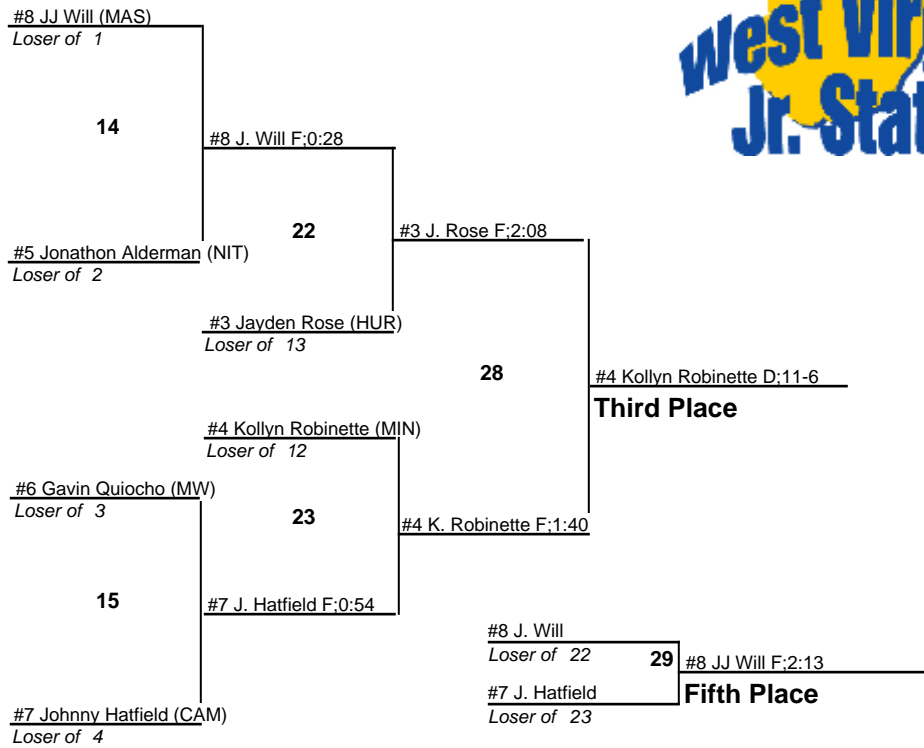 #8 JJ Will (MAS)
Loser of 1
14
#8 J. Will F;0:28
#5 Jonathon Alderman (NIT)
Loser of 2
22
#3 J. Rose F;2:08
#3 Jayden Rose (HUR)
Loser of 13
28
#4 Kollyn Robinette D;11-6
Third Place
#4 Kollyn Robinette (MIN)
Loser of 12
#6 Gavin Quiocho (MW)
Loser of 3
23
#4 K. Robinette F;1:40
15
#7 J. Hatfield F;0:54
#7 Johnny Hatfield (CAM)
Loser of 4
#8 J. Will
Loser of 22
29
#8 JJ Will F;2:13
Fifth Place
#7 J. Hatfield
Loser of 23
West Vir
Jr. Stat